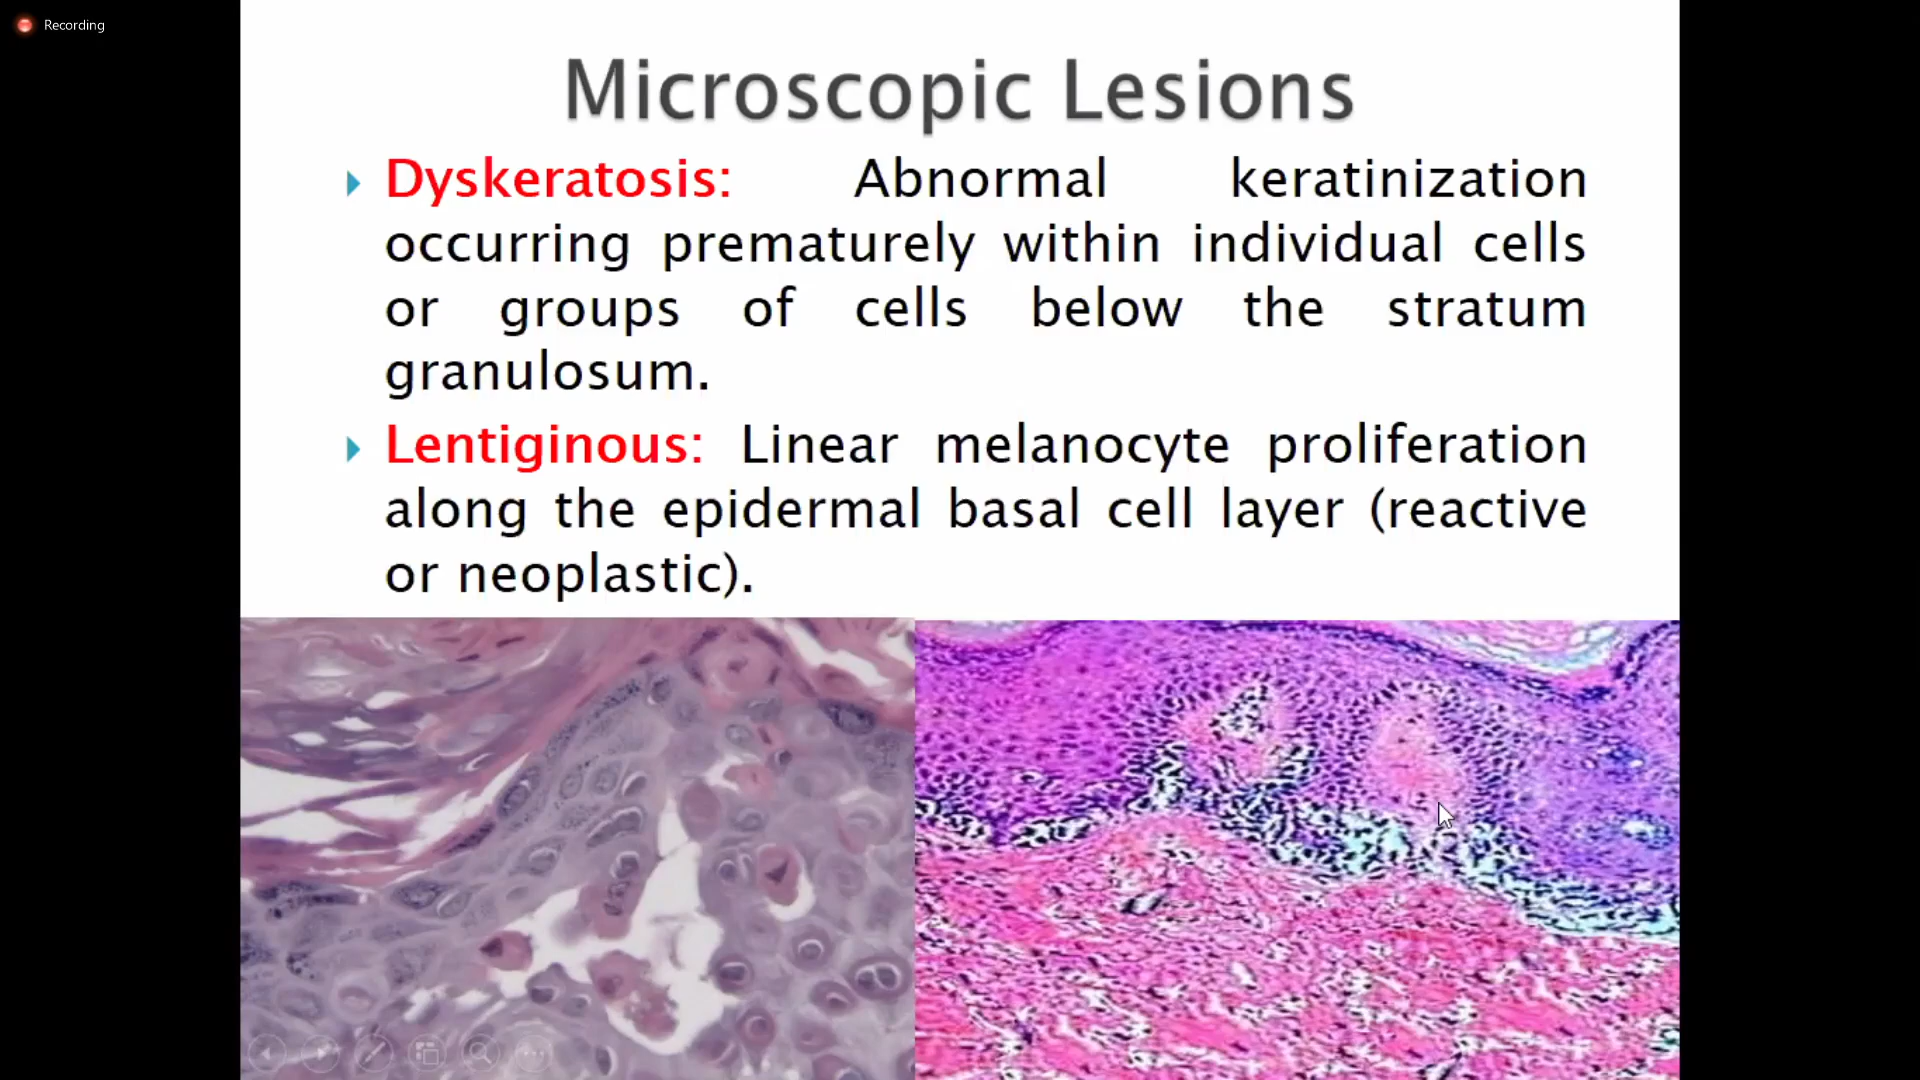 Recording
Microscopic Lesions
Dyskeratosis: Abnormal keratinization
occurring prematurely within individual cells
or groups of cells below the stratum
granulosum.
Lentiginous: Linear melanocyte proliferation
along the epidermal basal cell layer (reactive
or neoplastic).